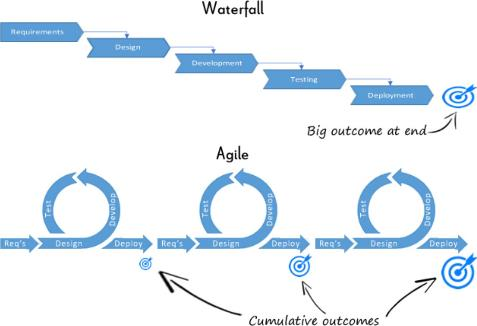 Waterfall
Requirements
Design
Development
Testing
Deployment
Big outcome at end
Agile
Test
Develop
Req's
Design
Deploy
Test
Develop
Req's
Design
Deploy
Test
Develop
Req's
Design
Deploy
Cumulative outcomes